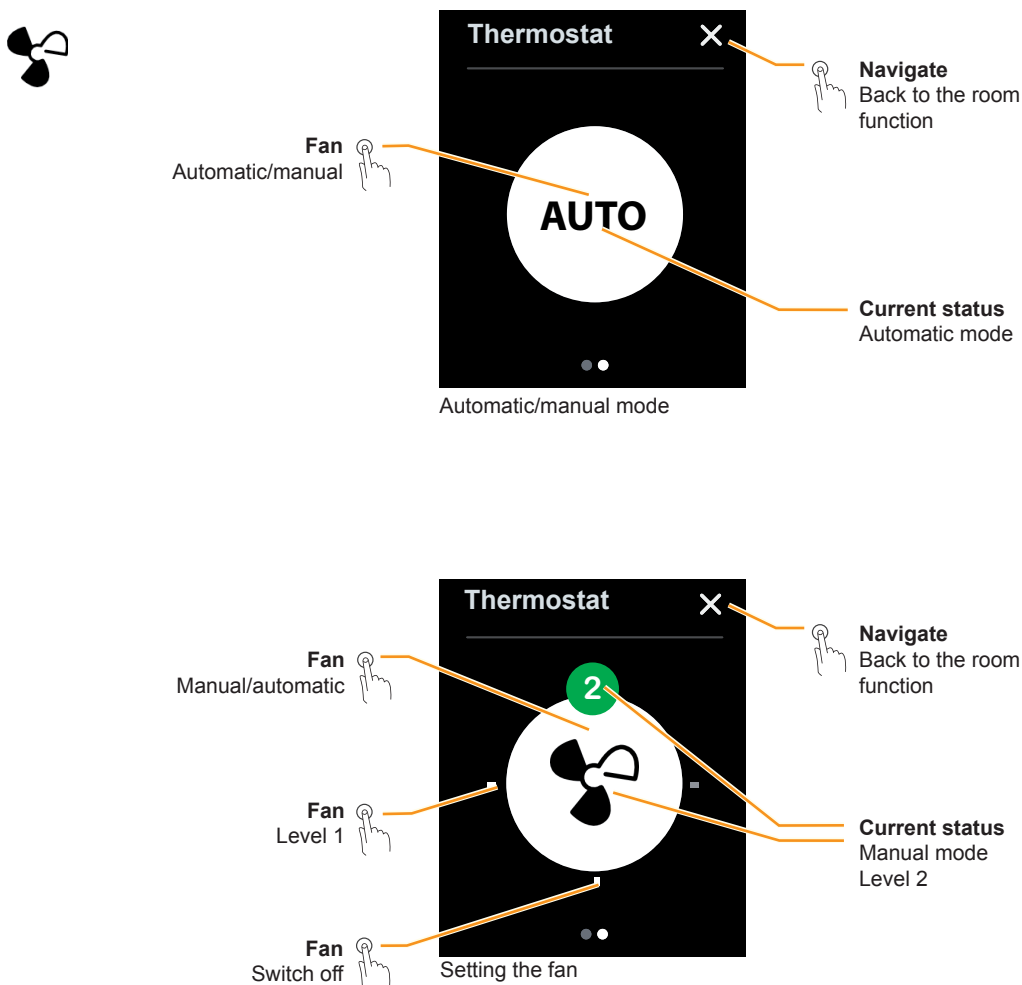 Thermostat
Navigate
Back to the room
function
Fan
Automatic/manual
AUTO
Current status
Automatic mode
Automatic/manual mode
Thermostat
Navigate
Back to the room
function
Fan
Manual/automatic
2
Fan
Level 1
Current status
Manual mode
Level 2
Fan
Switch off
Setting the fan